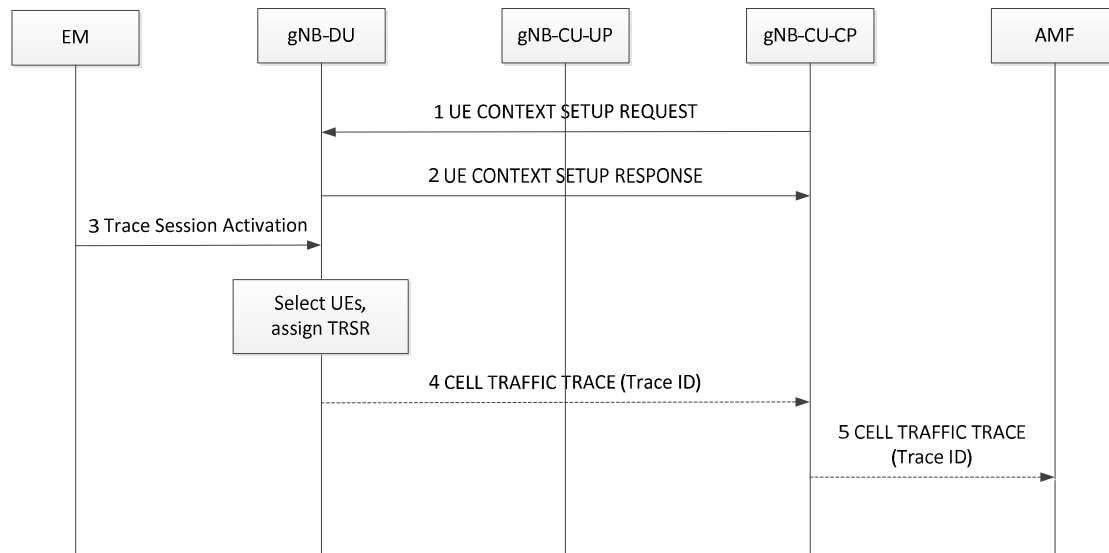 EM
gNB-DU
gNB-CU-UP
gNB-CU-CP
AMF
1 UE CONTEXT SETUP REQUEST
2 UE CONTEXT SETUP RESPONSE
3 Trace Session Activation
Select UEs,
assign TRSR
4 CELL TRAFFIC TRACE (Trace ID)
5 CELL TRAFFIC TRACE
(Trace ID)